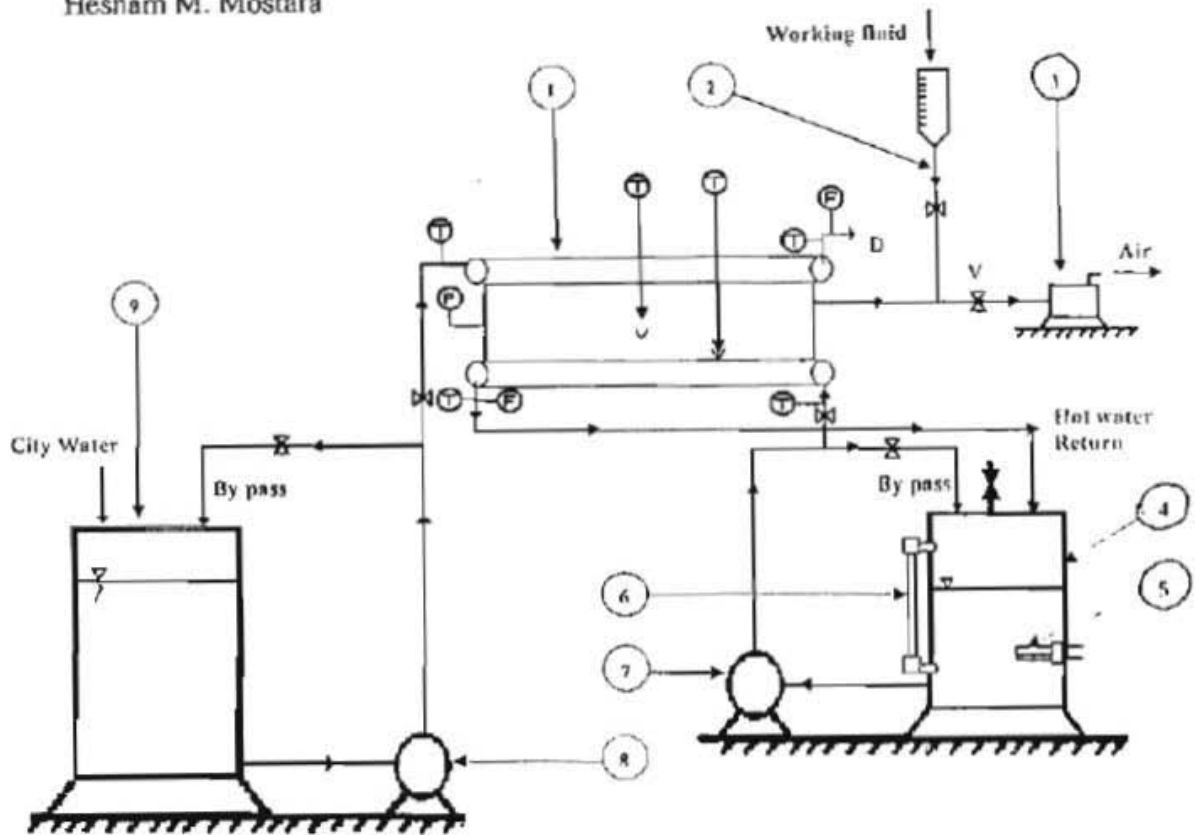 Hesham M. Mostafa
Working fluid
1
2
3
T
T
F
T
T
D
V
Air
P
9
T
F
T
City Water
By pass
Hot water
Return
By pass
4
5
6
7
8